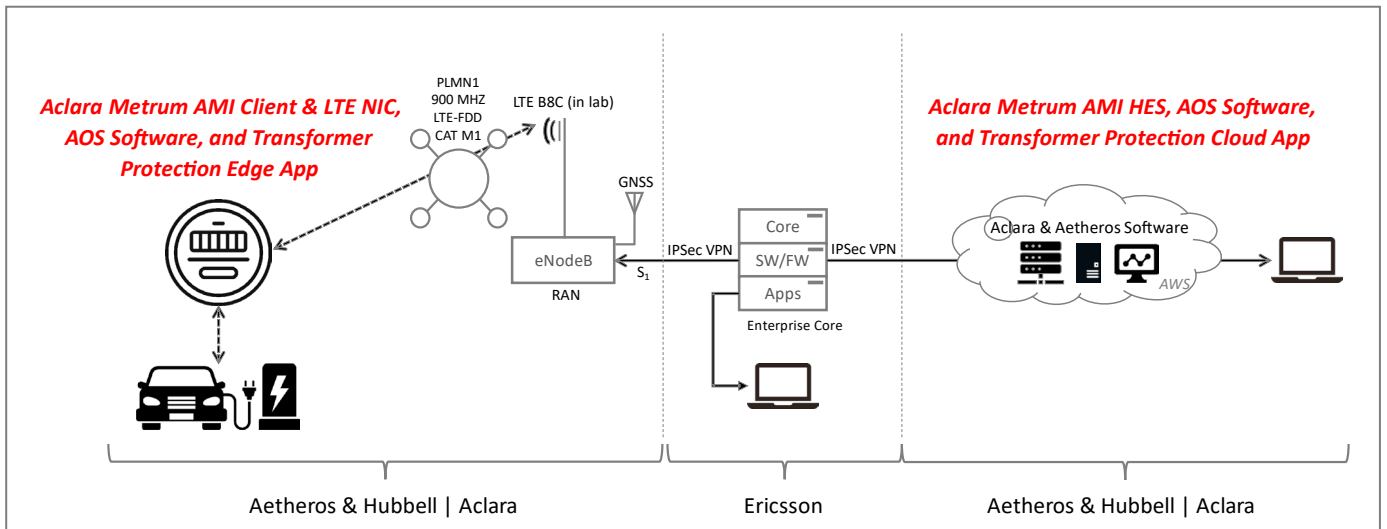 Aclara Metrum AMI Client & LTE NIC,
AOS Software, and Transformer
Protection Edge App
PLMN1
900 MHZ
LTE-FDD
CAT M1
LTE B8C (in lab)
GNSS
eNodeB
RAN
IPSec VPN
S1
Core
SW/FW
Apps
Enterprise Core
IPSec VPN
Aclara Metrum AMI HES, AOS Software,
and Transformer Protection Cloud App
Aclara & Aetheros Software
AWS
Aetheros & Hubbell | Aclara
Ericsson
Aetheros & Hubbell | Aclara